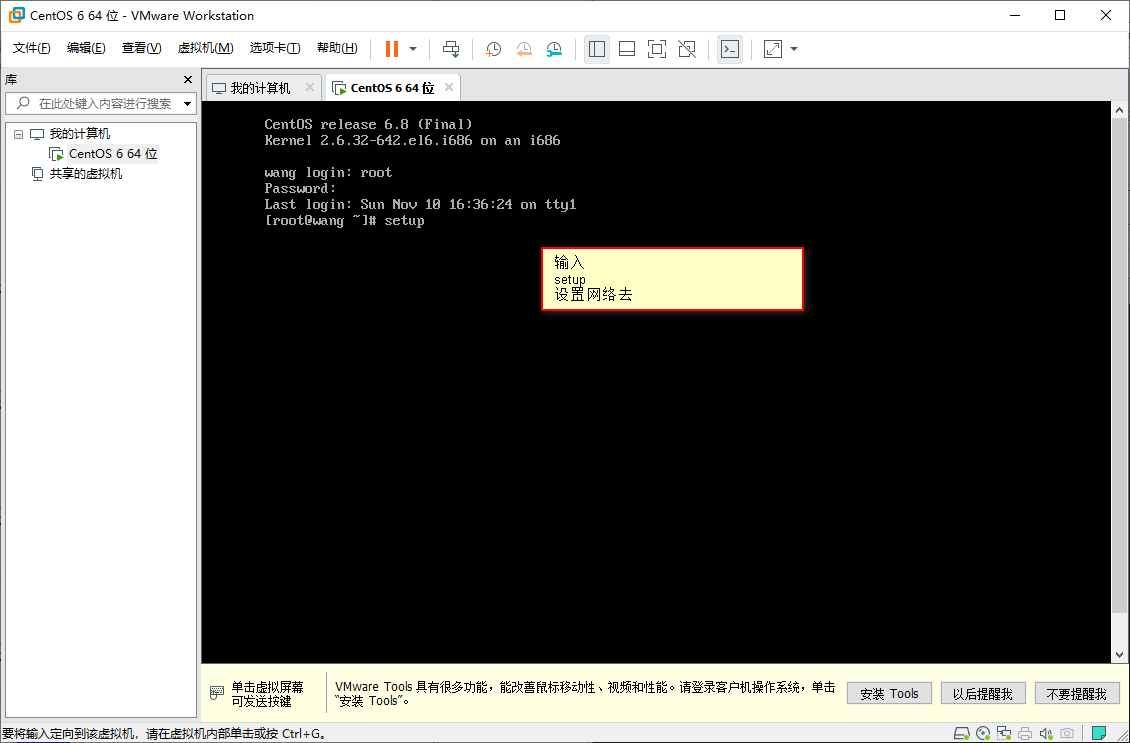 CentOS 6 64 位 - VMware Workstation
文件(F) 编辑(E) 查看(V) 虚拟机(M) 选项卡(T) 帮助(H)
库
在此处键入内容进行搜索
我的计算机
CentOS 6 64 位
共享的虚拟机
我的计算机
CentOS 6 64 位
CentOS release 6.8 (Final)
Kernel 2.6.32-642.el6.i686 on an i686
wang login: root
Password:
Last login: Sun Nov 10 16:36:24 on tty1
[root@wang ~]# setup
输入
setup
设置网络去
单击虚拟屏幕
可发送按键
VMware Tools 具有很多功能，能改善鼠标移动性、视频和性能。请登录客户机操作系统，单击
“安装 Tools”。
安装 Tools
以后提醒我
不要提醒我
要将输入定向到该虚拟机，请在虚拟机内部单击或按 Ctrl+G。